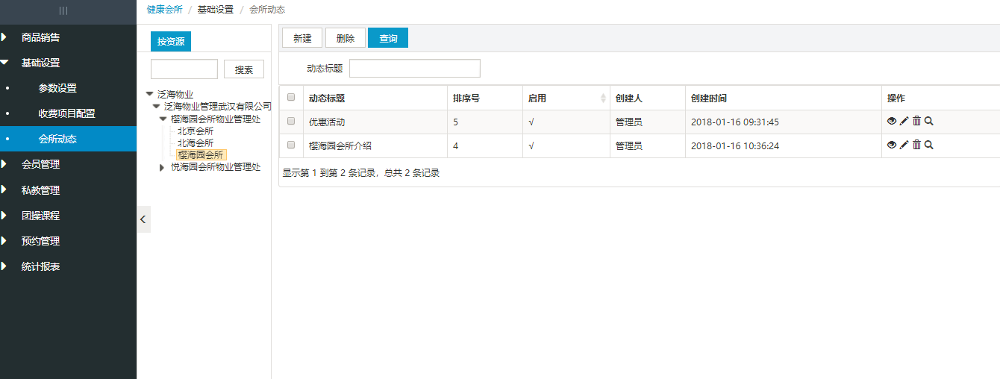 健康会所 / 基础设置 / 会所动态
商品销售
基础设置
参数设置
收费项目配置
会所动态
会员管理
私教管理
团操课程
预约管理
统计报表
按资源
搜索
泛海物业
泛海物业管理武汉有限公司
樱海园会所物业管理处
北京会所
北海会所
樱海园会所
悦海园会所物业管理处
新建 删除 查询
动态标题
动态标题 排序号 启用 创建人 创建时间 操作
优惠活动 5 √ 管理员 2018-01-16 09:31:45
樱海园会所介绍 4 √ 管理员 2018-01-16 10:36:24
显示第 1 到第 2 条记录，总共 2 条记录